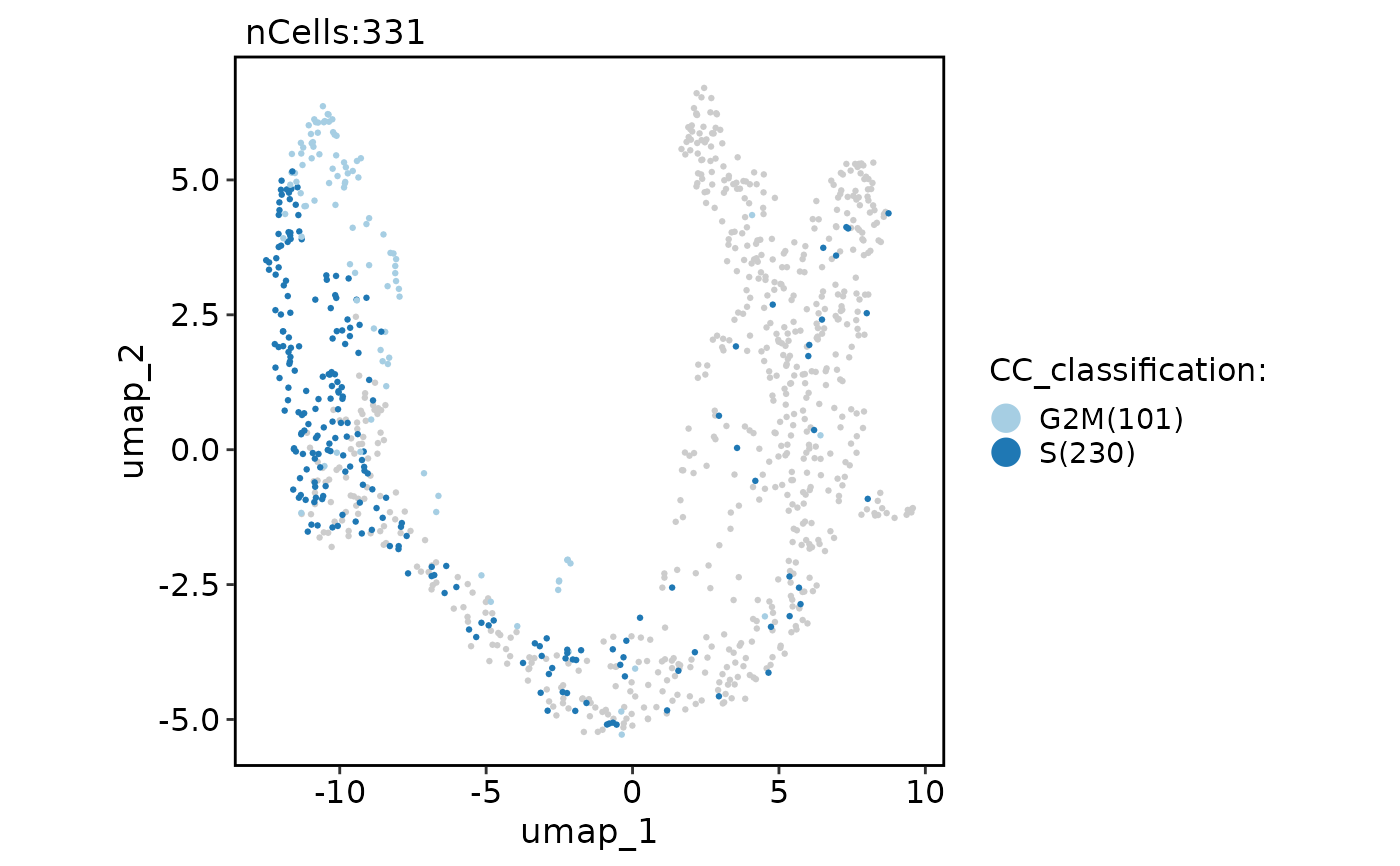 nCells:331
umap_2
5.0
2.5
0.0
-2.5
-5.0
-10
-5
0
5
10
umap_1
CC_classification:
G2M(101)
S(230)